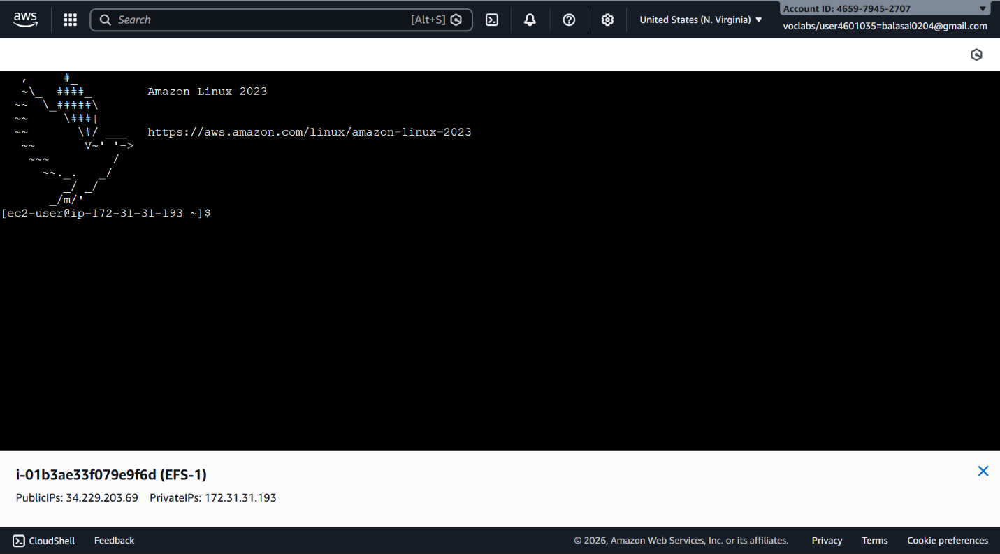 aws
Search [Alt+S]
United States (N. Virginia) ▼
Account ID: 4659-7945-2707 ▼
voclabs/user4601035=balasai0204@gmail.com
   ,     #_
   ~\_  ####_        Amazon Linux 2023
  ~~  \_#####\
  ~~     \###|
  ~~       \#/ ___   https://aws.amazon.com/linux/amazon-linux-2023
   ~~       V~' '->
    ~~~         /
      ~~._.   _/
         _/ _/
       _/m/'
[ec2-user@ip-172-31-31-193 ~]$
i-01b3ae33f079e9f6d (EFS-1)
PublicIPs: 34.229.203.69 PrivateIPs: 172.31.31.193
CloudShell Feedback © 2026, Amazon Web Services, Inc. or its affiliates. Privacy Terms Cookie preferences